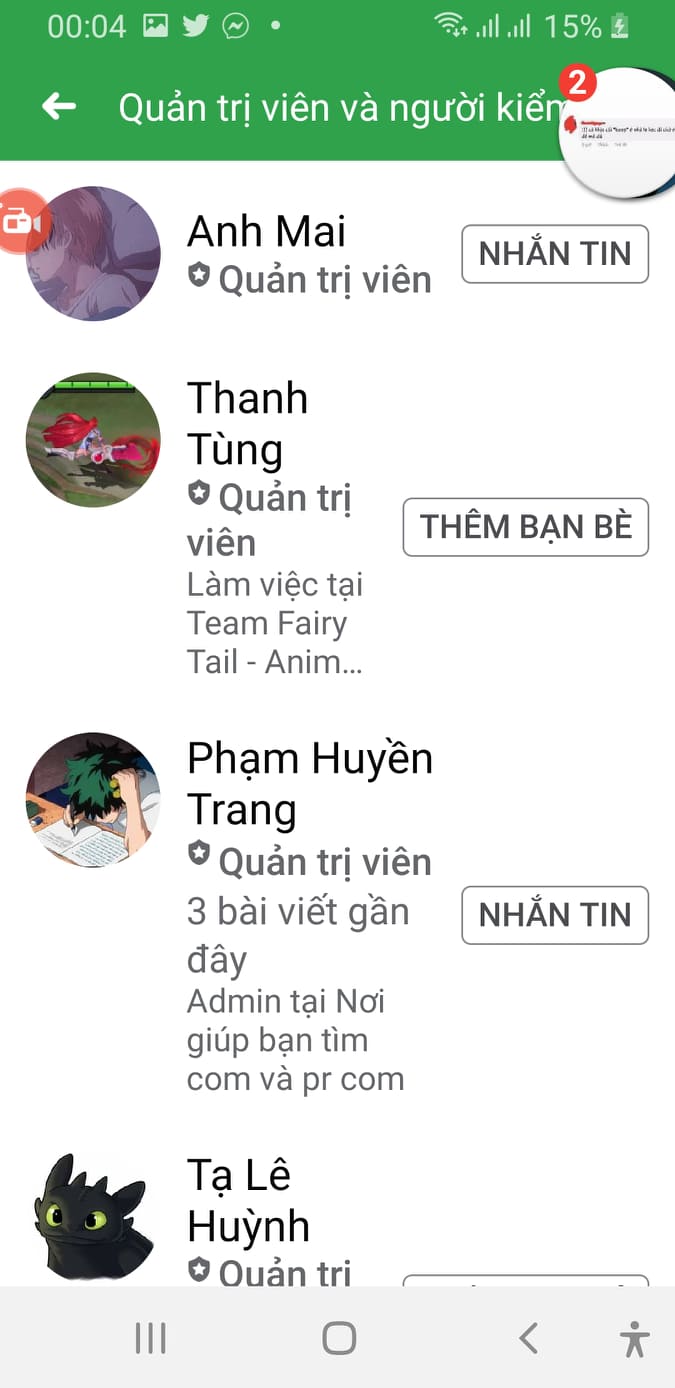 00:04
15%
Quản trị viên và người kiểm
2
Anh Mai
Quản trị viên
NHẮN TIN
Thanh
Tùng
Quản trị
viên
Làm việc tại
Team Fairy
Tail - Anim...
THÊM BẠN BÈ
Phạm Huyền
Trang
Quản trị viên
3 bài viết gần
đây
Admin tại Nơi
giúp bạn tìm
com và pr com
NHẮN TIN
Tạ Lê
Huỳnh
Quản trị